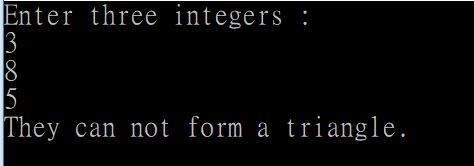 Enter three integers :
3
8
5
They can not form a triangle.